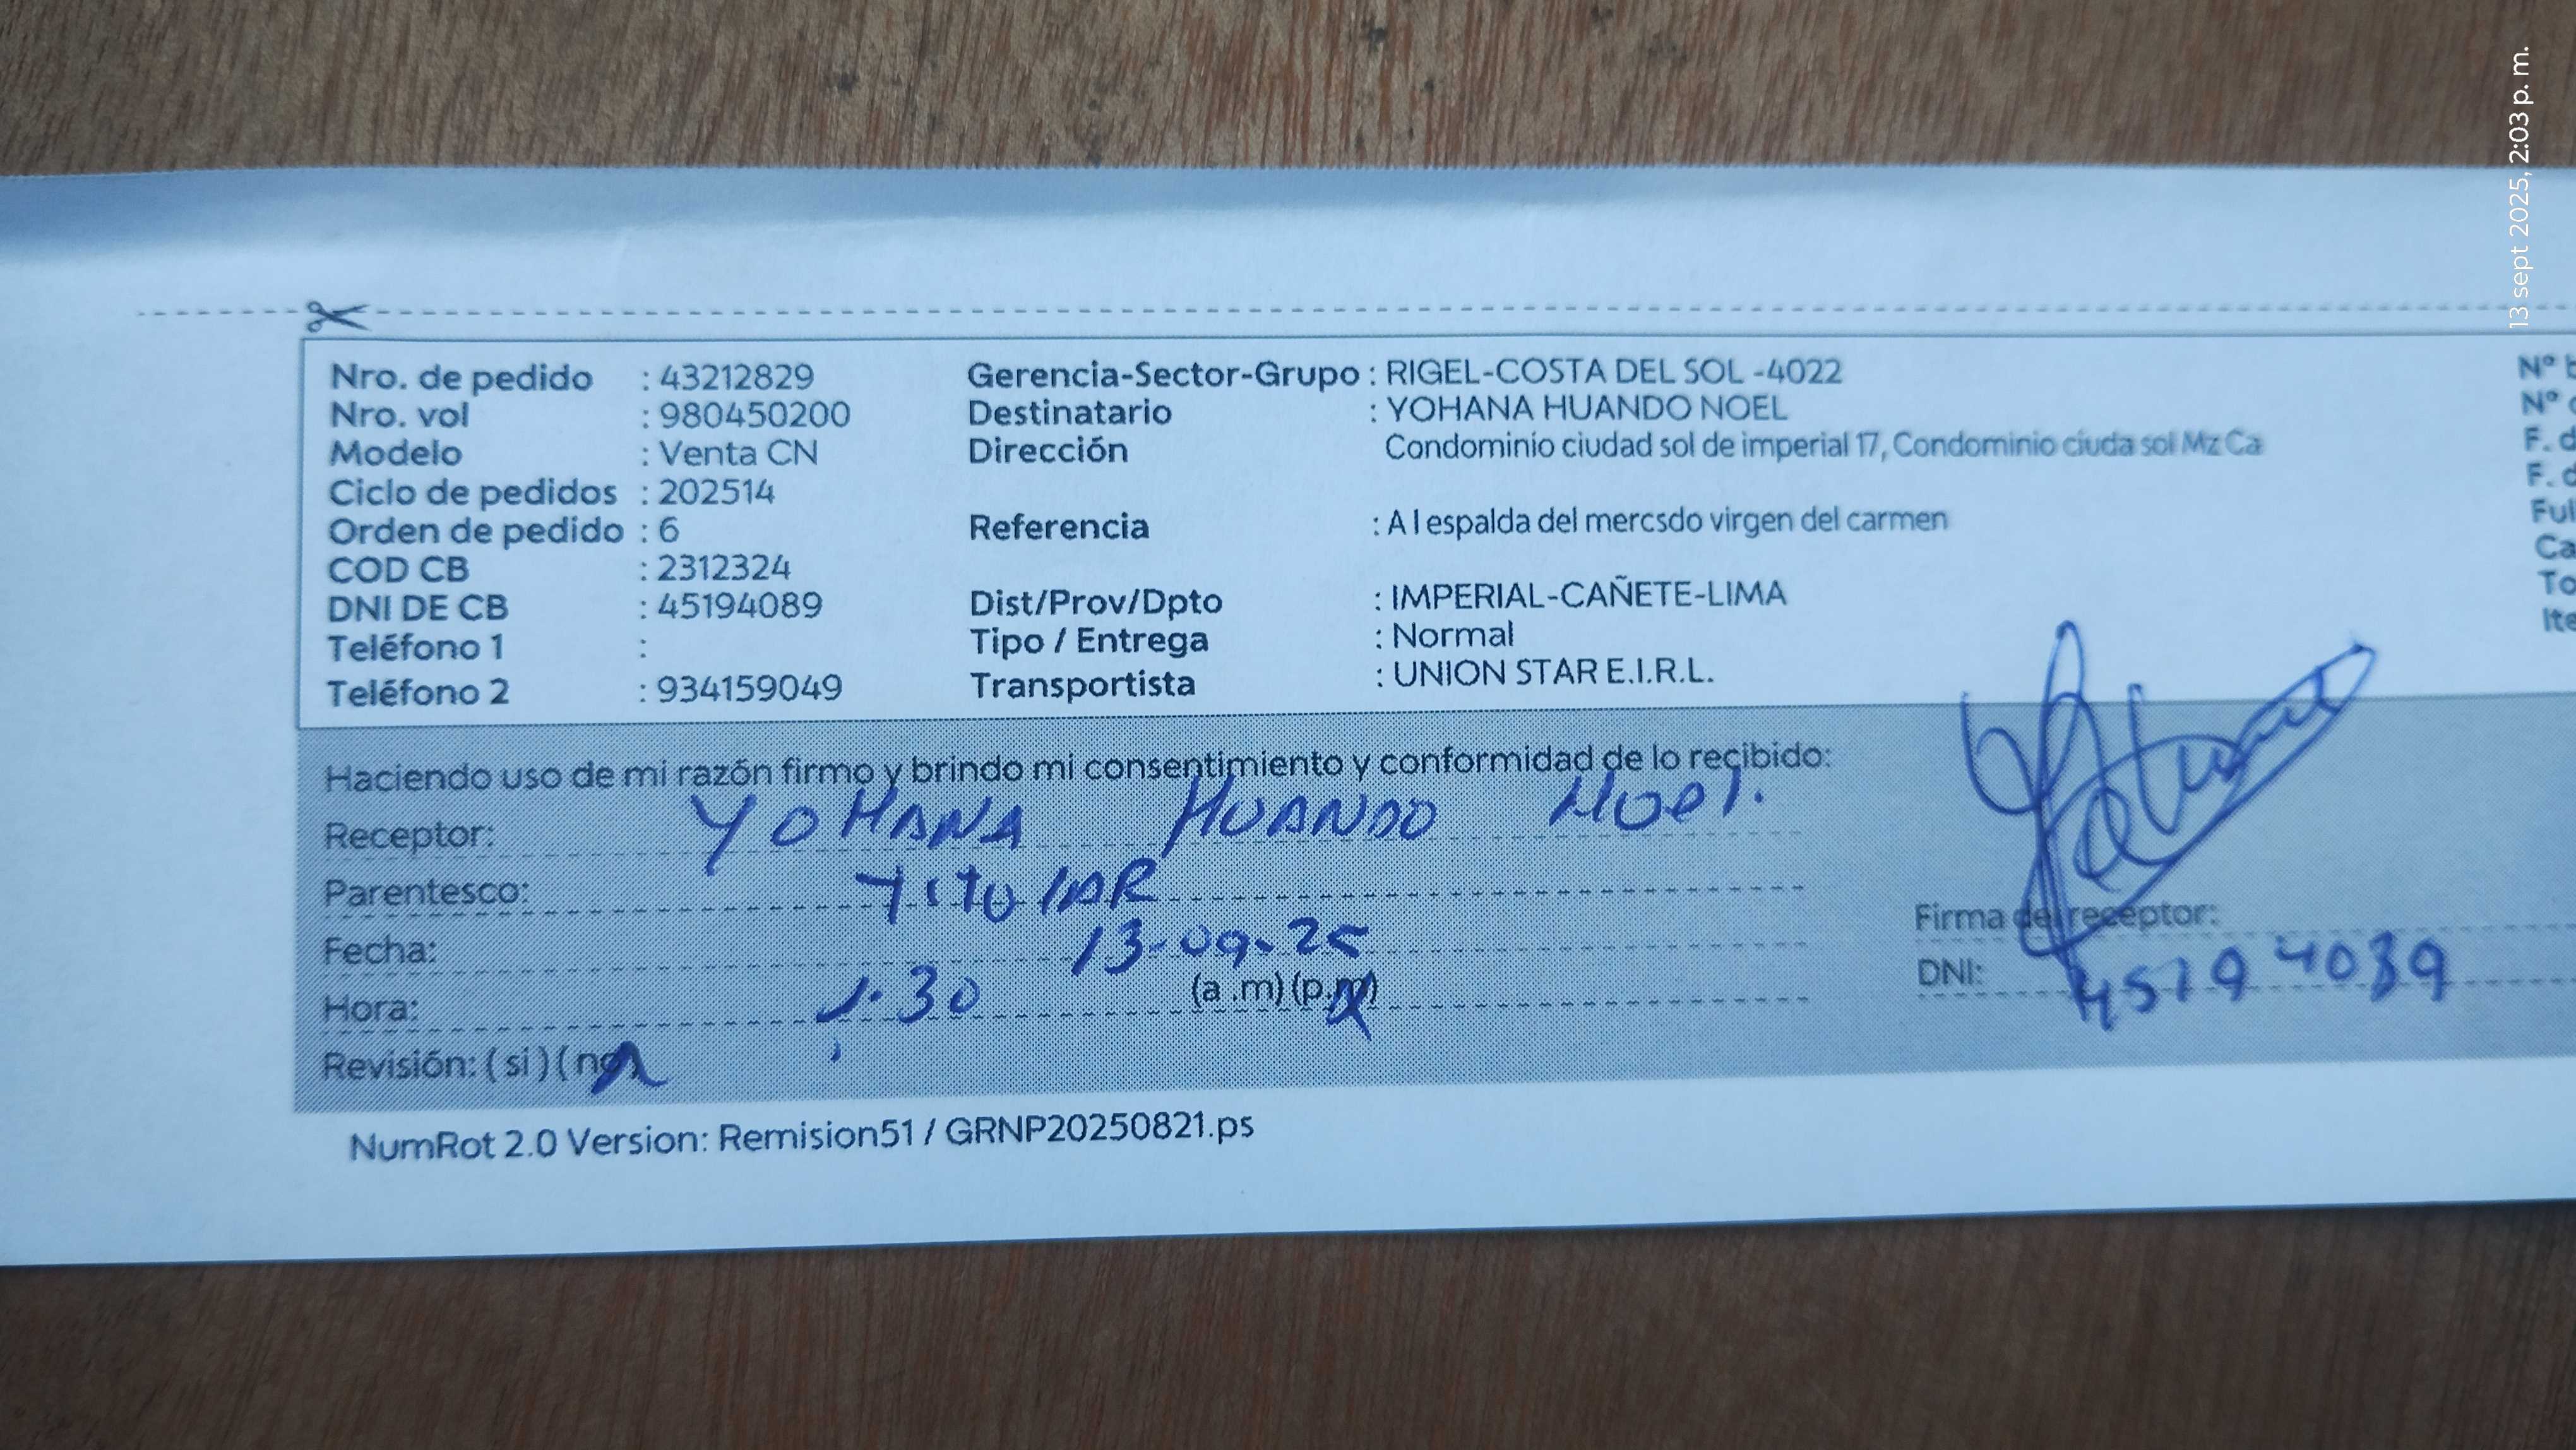 13 sept 2025, 2:03 p. m.
Nro. de pedido : 43212829
Nro. vol : 980450200
Modelo : Venta CN
Ciclo de pedidos : 202514
Orden de pedido : 6
COD CB : 2312324
DNI DE CB : 45194089
Teléfono 1 :
Teléfono 2 : 934159049
Gerencia-Sector-Grupo : RIGEL-COSTA DEL SOL -4022
Destinatario : YOHANA HUANDO NOEL
Dirección Condominio ciudad sol de imperial 17, Condominio ciuda sol Mz Ca
Referencia : A l espalda del mercsdo virgen del carmen
Dist/Prov/Dpto : IMPERIAL-CAÑETE-LIMA
Tipo / Entrega : Normal
Transportista : UNION STAR E.I.R.L.
N°
N°
F. d
F. d
Ful
Ca
To
Ite
Haciendo uso de mi razón firmo y brindo mi consentimiento y conformidad de lo recibido:
Receptor: YOHANA HUANDO NOEl.
Parentesco: TITULAR
Fecha: 13-09-25
Hora: 1:30 (a .m) (p.m)
Revisión: ( si ) ( no )
Firma del receptor:
DNI: 45194089
NumRot 2.0 Version: Remision51 / GRNP20250821.ps